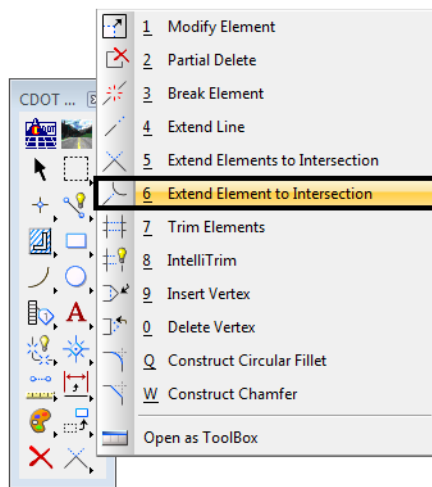 1 Modify Element
2 Partial Delete
CDOT ...
3 Break Element
4 Extend Line
5 Extend Elements to Intersection
6 Extend Element to Intersection
7 Trim Elements
8 IntelliTrim
9 Insert Vertex
A
0 Delete Vertex
Q Construct Circular Fillet
W Construct Chamfer
Open as ToolBox